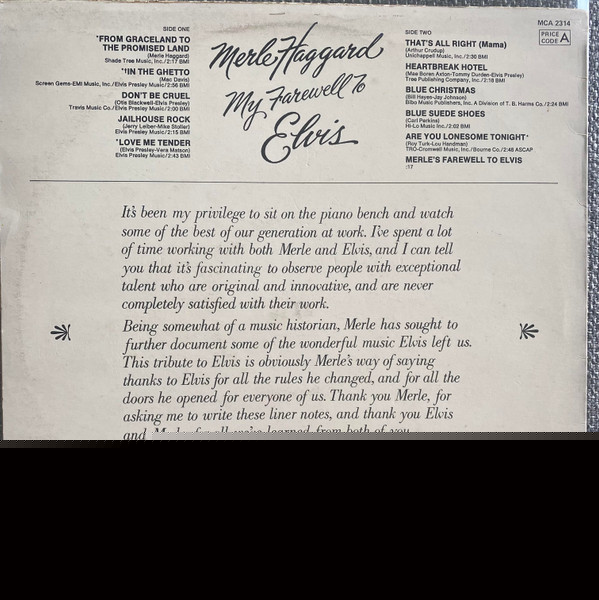 MCA 2314
PRICE CODE A
SIDE ONE
*FROM GRACELAND TO
THE PROMISED LAND
(Merle Haggard)
Shade Tree Music, Inc./2:17 BMI
*IN THE GHETTO
(Mac Davis)
Screen Gems-EMI Music, Inc./Elvis Presley Music/2:56 BMI
DON'T BE CRUEL
(Otis Blackwell-Elvis Presley)
Travis Music Co./Elvis Presley Music/2:00 BMI
JAILHOUSE ROCK
(Jerry Leiber-Mike Stoller)
Elvis Presley Music/2:15 BMI
*LOVE ME TENDER
(Elvis Presley-Vera Matson)
Elvis Presley Music/2:43 BMI
Merle Haggard
My Farewell To
Elvis
SIDE TWO
THAT'S ALL RIGHT (Mama)
(Arthur Crudup)
Unichappell Music, Inc./2:30 BMI
HEARTBREAK HOTEL
(Mae Boren Axton-Tommy Durden-Elvis Presley)
Tree Publishing Company, Inc./2:18 BMI
BLUE CHRISTMAS
(Bill Hayes-Jay Johnson)
Bibo Music Publishers, Inc. A Division of T. B. Harms Co./2:24 BMI
BLUE SUEDE SHOES
(Carl Perkins)
Hi-Lo Music Inc./2:02 BMI
ARE YOU LONESOME TONIGHT*
(Roy Turk-Lou Handman)
TRO-Cromwell Music, Inc./Bourne Co./2:48 ASCAP
MERLE'S FAREWELL TO ELVIS
:17
It's been my privilege to sit on the piano bench and watch
some of the best of our generation at work. I've spent a lot
of time working with both Merle and Elvis, and I can tell
you that it's fascinating to observe people with exceptional
talent who are original and innovative, and are never
completely satisfied with their work.
Being somewhat of a music historian, Merle has sought to
further document some of the wonderful music Elvis left us.
This tribute to Elvis is obviously Merle's way of saying
thanks to Elvis for all the rules he changed, and for all the
doors he opened for everyone of us. Thank you Merle, for
asking me to write these liner notes, and thank you Elvis
and Merle for all we've learned from both of you